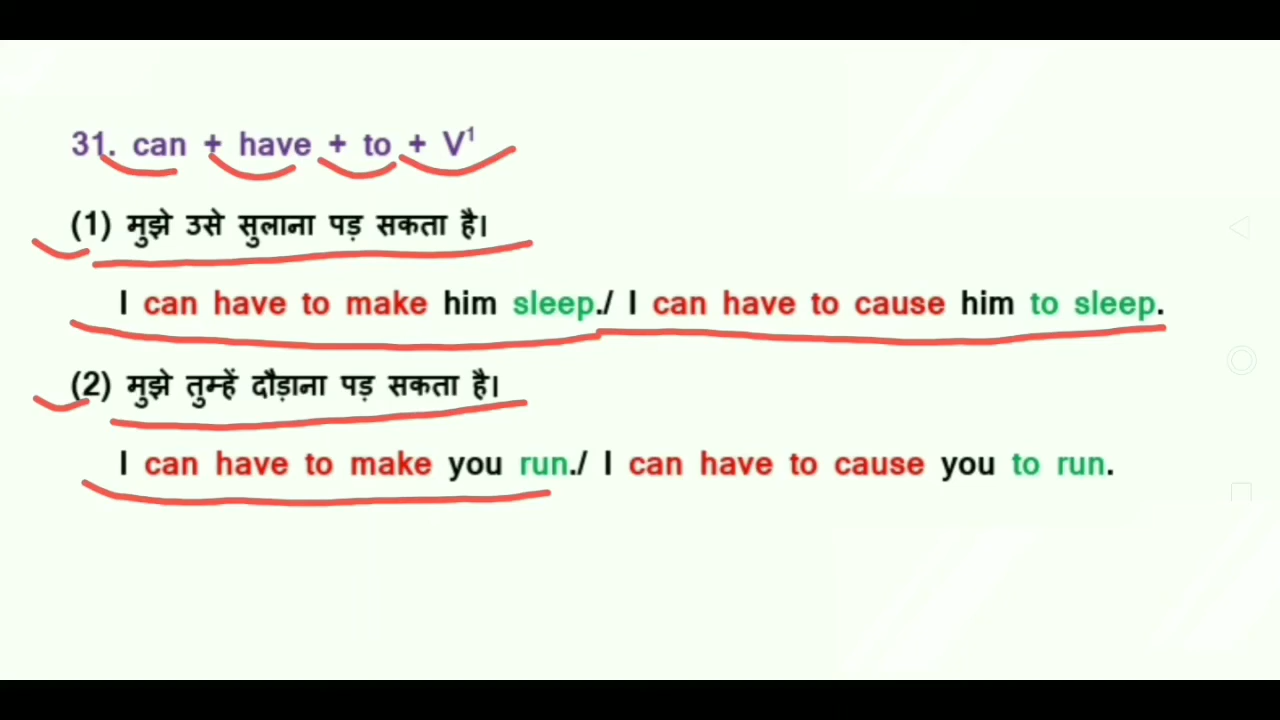 31. can + have + to + V¹
(1) मुझे उसे सुलाना पड़ सकता है।
I can have to make him sleep./ I can have to cause him to sleep.
(2) मुझे तुम्हें दौड़ाना पड़ सकता है।
I can have to make you run./ I can have to cause you to run.